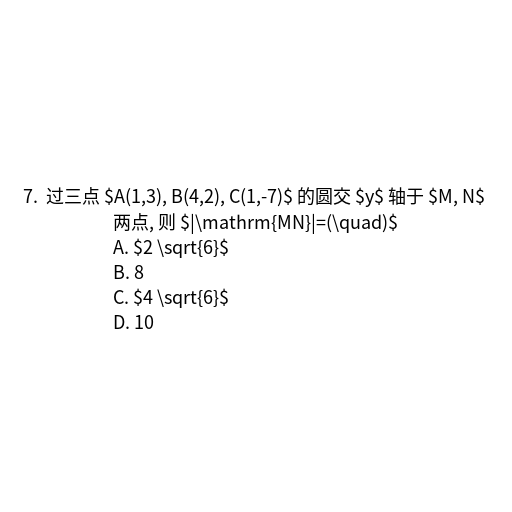 7. 过三点 $A(1,3), B(4,2), C(1,-7)$ 的圆交 $y$ 轴于 $M, N$
两点, 则 $|\mathrm{MN}|=(\quad)$
A. $2 \sqrt{6}$
B. 8
C. $4 \sqrt{6}$
D. 10